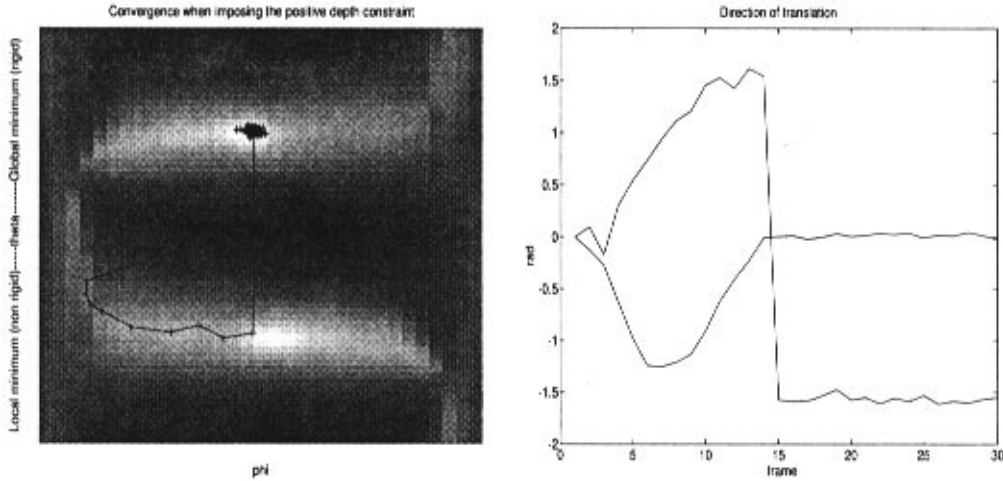 Convergence when imposing the positive depth constraint
Local minimum (non rigid)-----theta-------Global minimum (rigid)
phi
Direction of translation
2
1.5
1
0.5
0
-0.5
-1
-1.5
-2
rad
0
5
10
15
20
25
30
frame